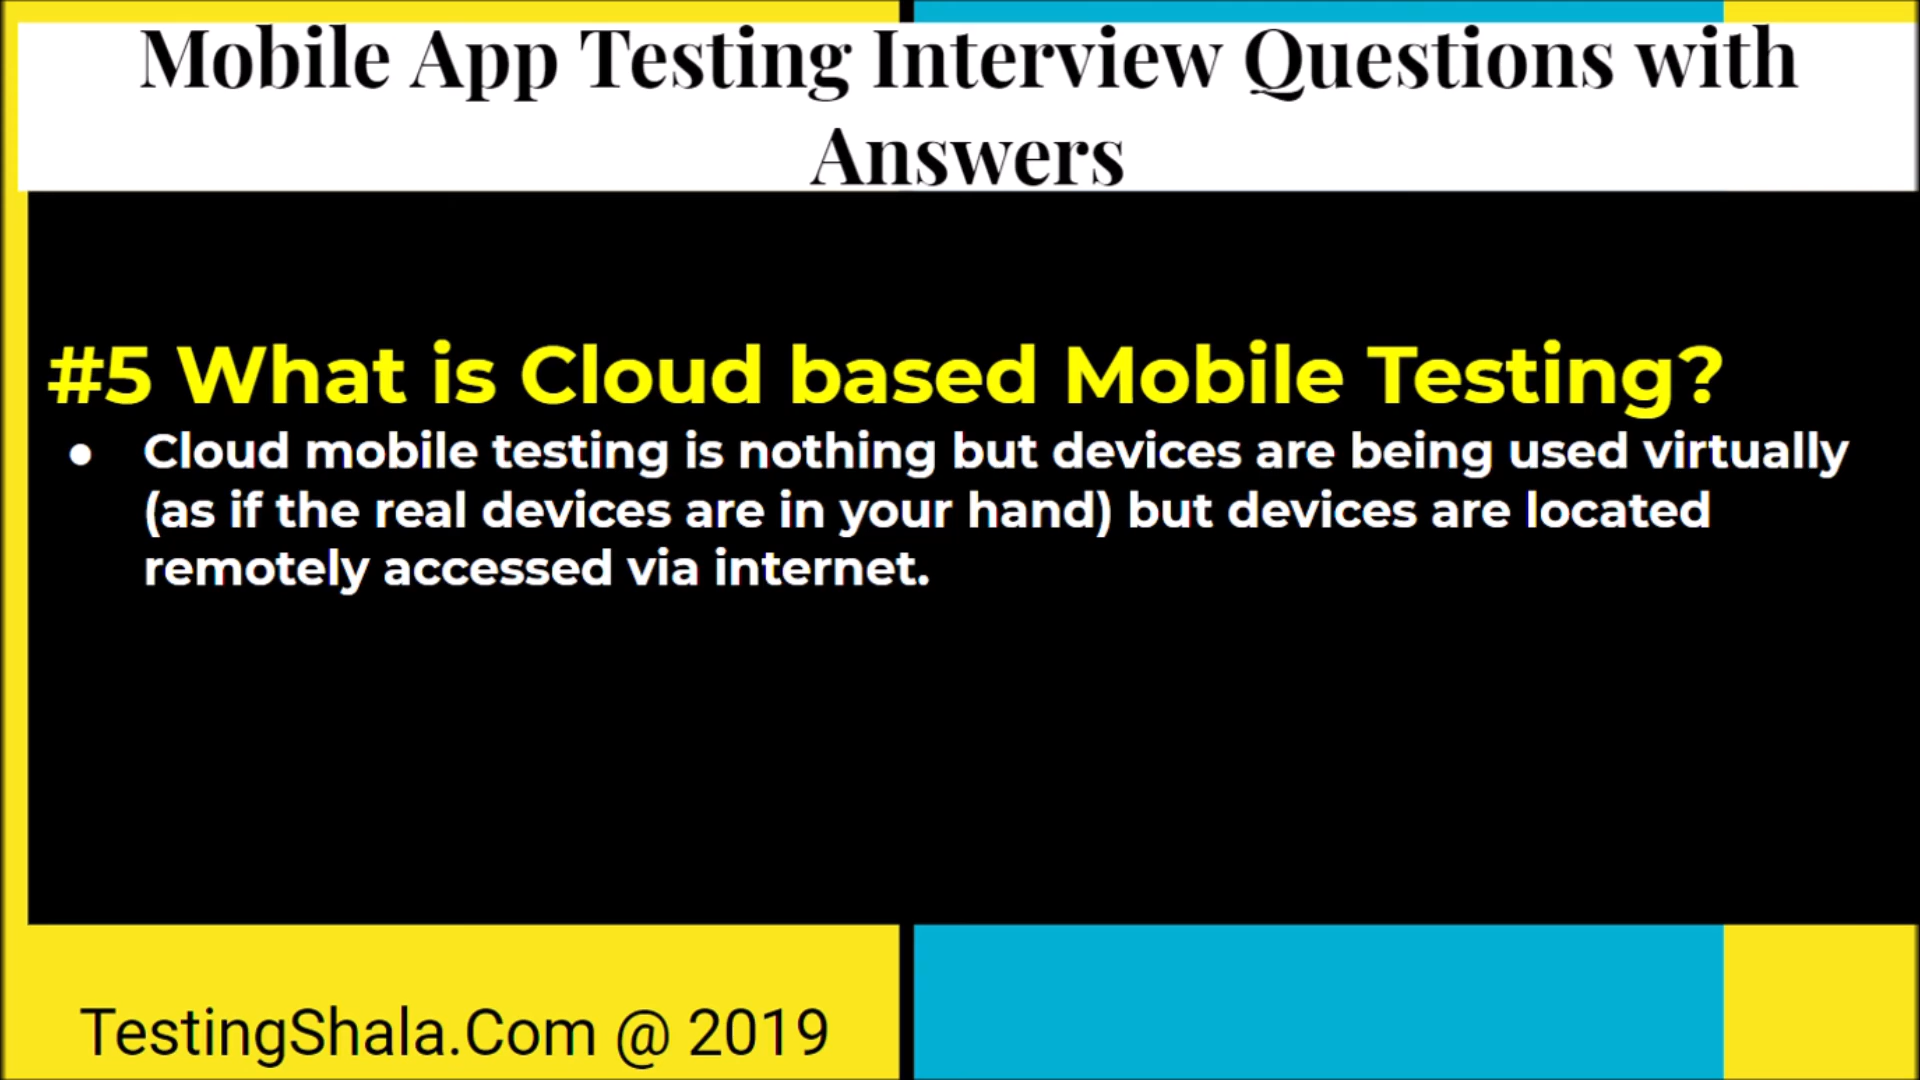 Mobile App Testing Interview Questions with
Answers
#5 What is Cloud based Mobile Testing?
● Cloud mobile testing is nothing but devices are being used virtually
(as if the real devices are in your hand) but devices are located
remotely accessed via internet.
TestingShala.Com @ 2019